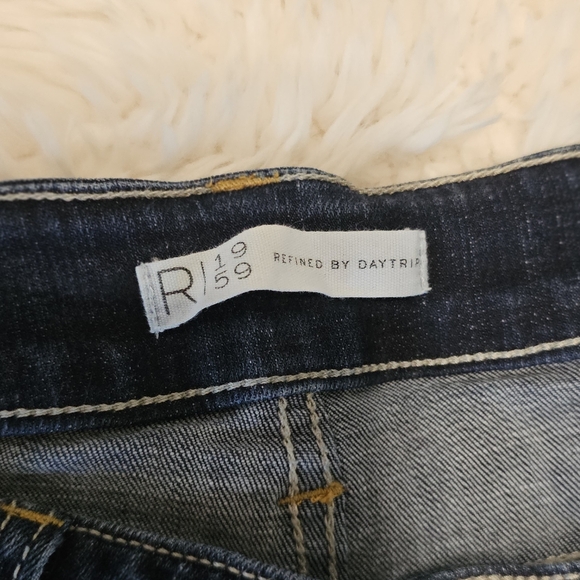 R/ 19
59
REFINED BY DAYTRIP